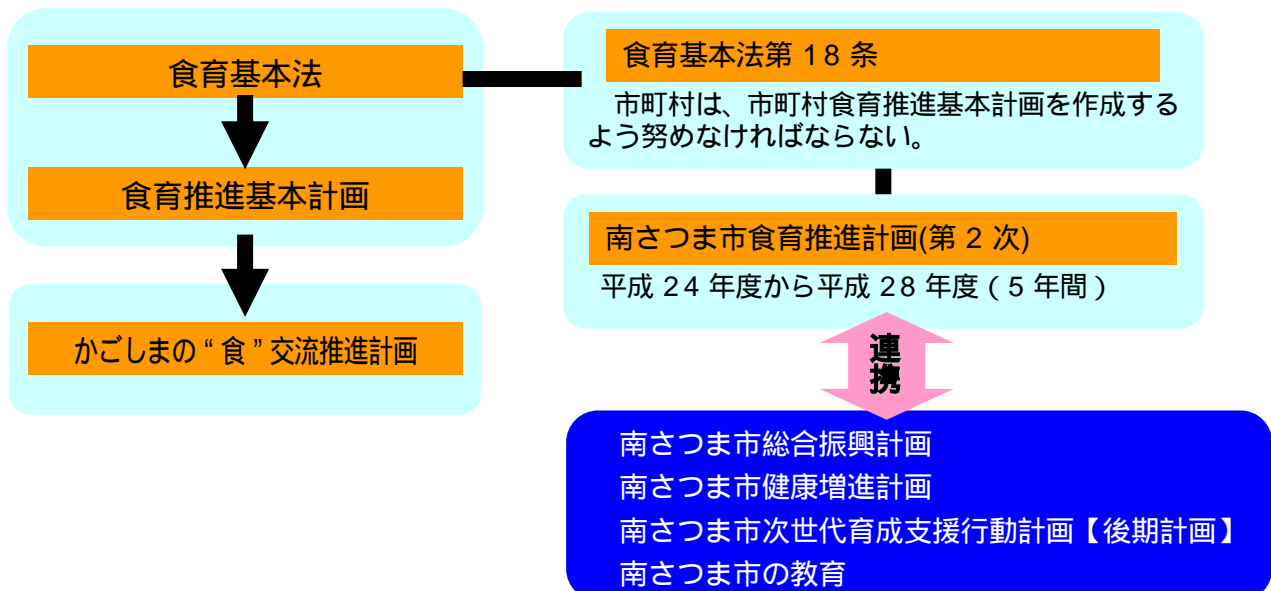 食育基本法
食育推進基本計画
かごしまの“食”交流推進計画
食育基本法第 18 条
市町村は、市町村食育推進基本計画を作成する
よう努めなければならない。
南さつま市食育推進計画(第 2 次)
平成 24 年度から平成 28 年度（5 年間）
連携
南さつま市総合振興計画
南さつま市健康増進計画
南さつま市次世代育成支援行動計画【後期計画】
南さつま市の教育